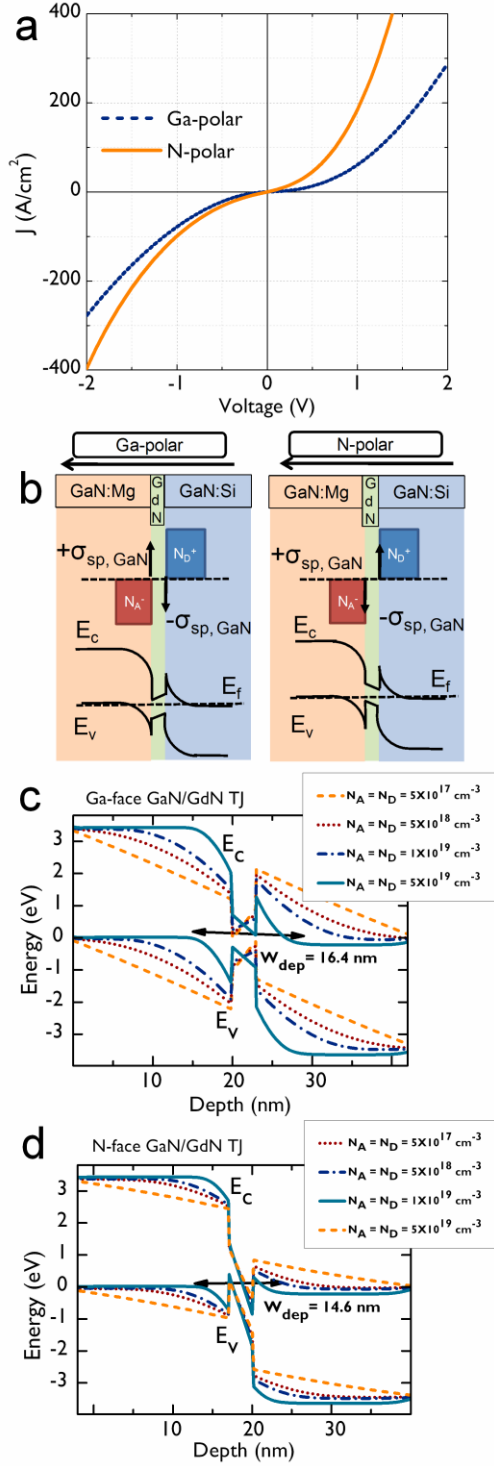 a
400
200
0
-200
-400
J (A/cm²)
Ga-polar
N-polar
-2 -1 0 1 2
Voltage (V)
b
Ga-polar
N-polar
GaN:Mg GdN GaN:Si
GaN:Mg GdN GaN:Si
+σsp, GaN
ND+
NA-
-σsp, GaN
Ec
Ef
Ev
+σsp, GaN
ND+
NA-
-σsp, GaN
Ec
Ef
Ev
c
Ga-face GaN/GdN TJ
NA = ND = 5X10¹⁷ cm⁻³
NA = ND = 5X10¹⁸ cm⁻³
NA = ND = 1X10¹⁹ cm⁻³
NA = ND = 5X10¹⁹ cm⁻³
3
2
1
0
-1
-2
-3
Energy (eV)
Ec
Wdep = 16.4 nm
Ev
10 20 30 40
Depth (nm)
d
N-face GaN/GdN TJ
NA = ND = 5X10¹⁷ cm⁻³
NA = ND = 5X10¹⁸ cm⁻³
NA = ND = 1X10¹⁹ cm⁻³
NA = ND = 5X10¹⁹ cm⁻³
3
2
1
0
-1
-2
-3
Energy (eV)
Ec
Wdep = 14.6 nm
Ev
0 10 20 30 40
Depth (nm)